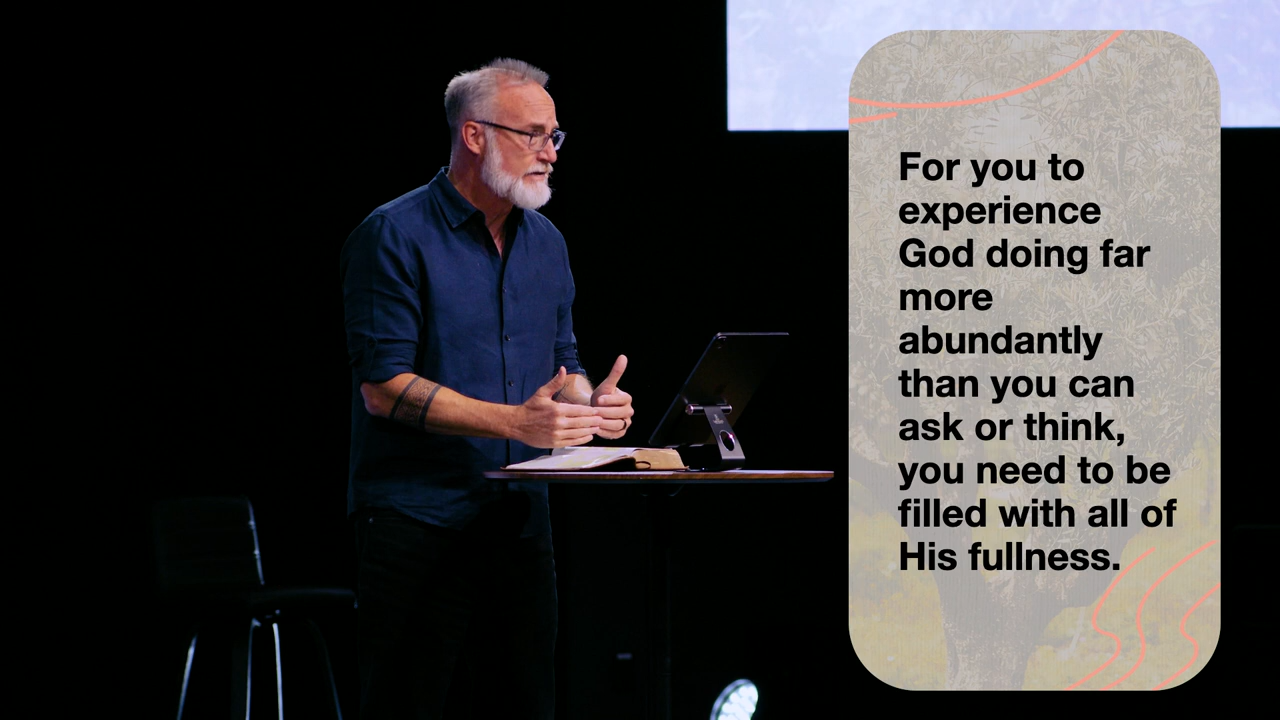 For you to
experience
God doing far
more
abundantly
than you can
ask or think,
you need to be
filled with all of
His fullness.